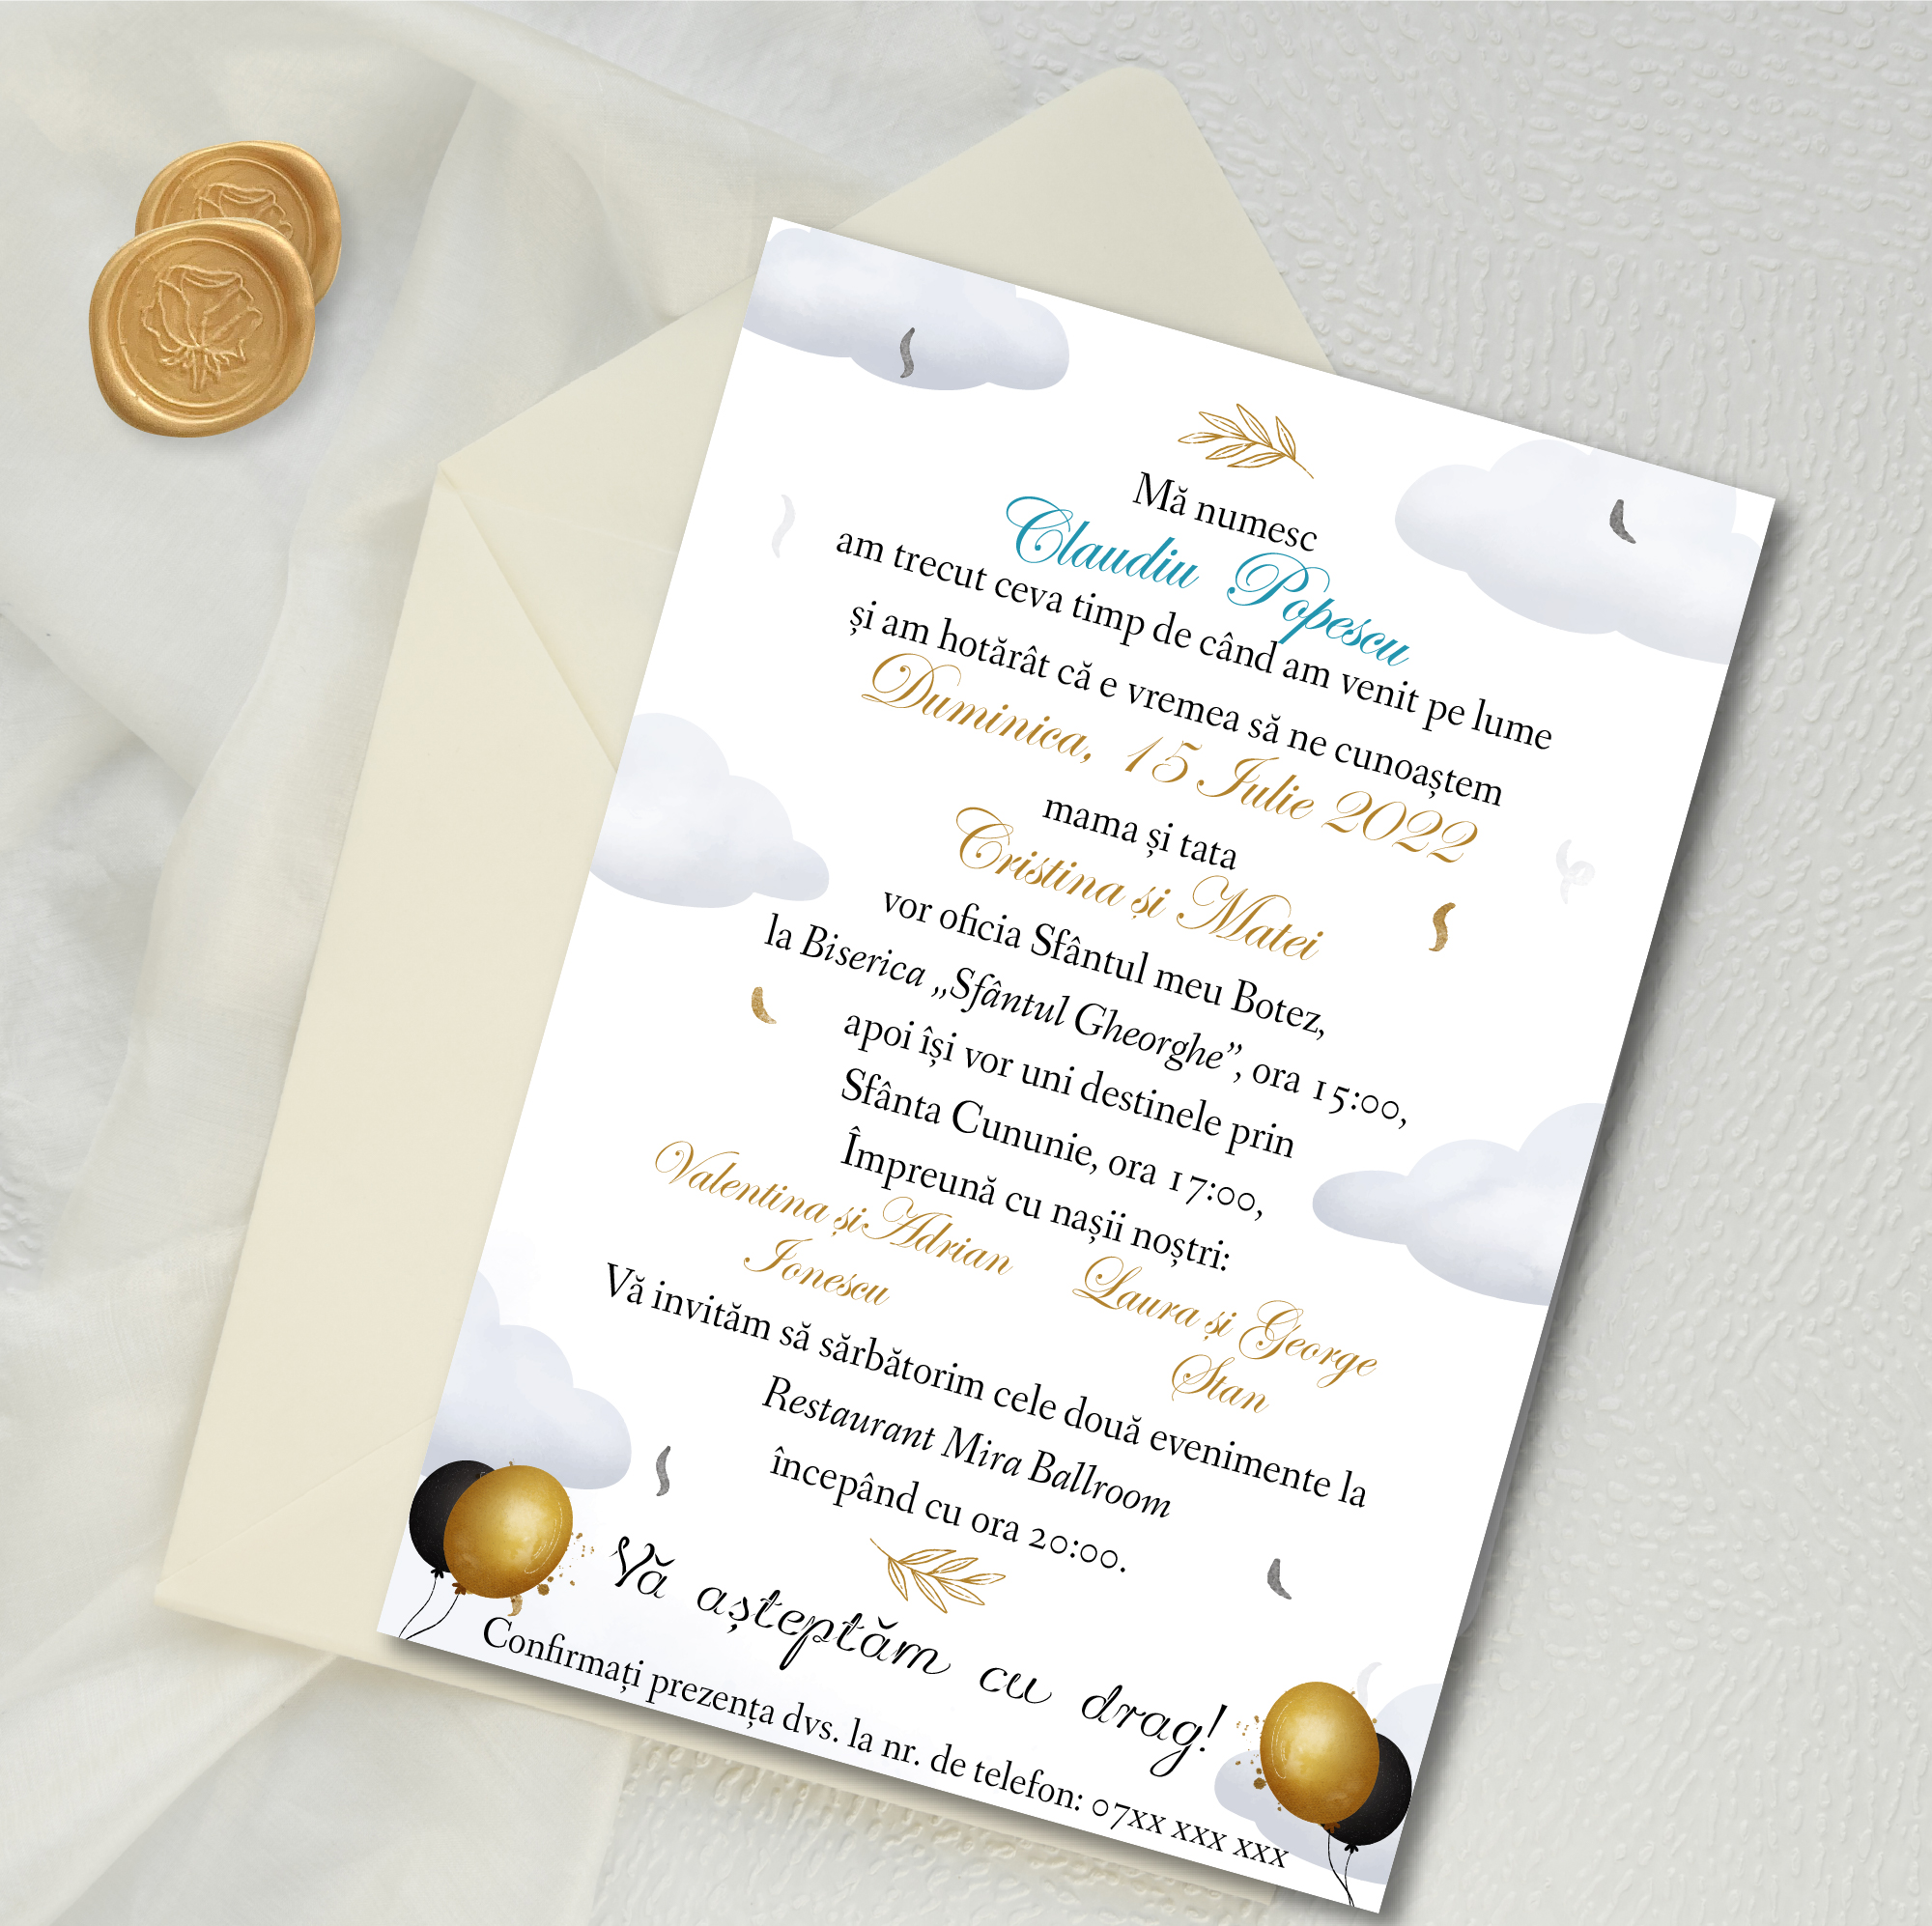 Mă numesc
Claudiu Popescu
am trecut ceva timp de când am venit pe lume
și am hotărât că e vremea să ne cunoaștem
Duminica, 15 Iulie 2022
mama și tata
Cristina și Matei
vor oficia Sfântul meu Botez,
la Biserica „Sfântul Gheorghe”, ora 15:00,
apoi își vor uni destinele prin
Sfânta Cununie, ora 17:00,
Împreună cu nașii noștri:
Valentina și Adrian
Ionescu
Laura și George
Stan
Vă invităm să sărbătorim cele două evenimente la
Restaurant Mira Ballroom
începând cu ora 20:00.
Vă așteptăm cu drag!
Confirmați prezența dvs. la nr. de telefon: 07xx xxx xxx